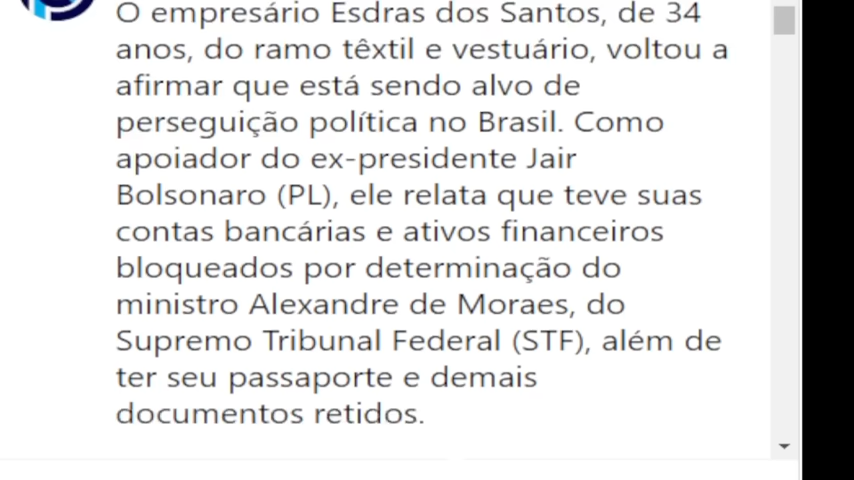 O empresário Esdras dos Santos, de 34
anos, do ramo têxtil e vestuário, voltou a
afirmar que está sendo alvo de
perseguição política no Brasil. Como
apoiador do ex-presidente Jair
Bolsonaro (PL), ele relata que teve suas
contas bancárias e ativos financeiros
bloqueados por determinação do
ministro Alexandre de Moraes, do
Supremo Tribunal Federal (STF), além de
ter seu passaporte e demais
documentos retidos.